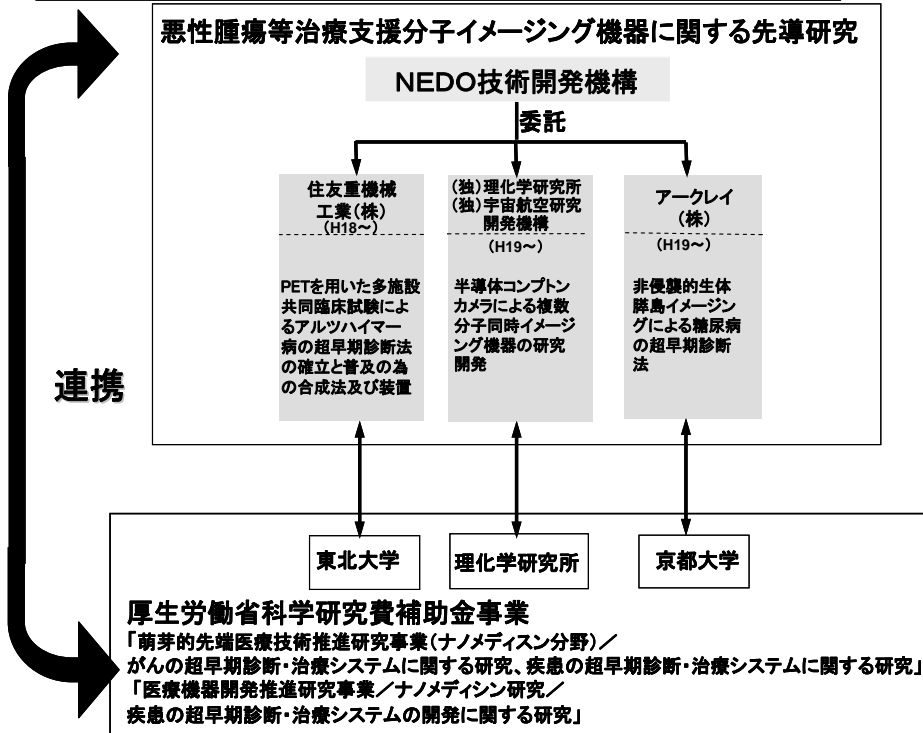 悪性腫瘍等治療支援分子イメージング機器に関する先導研究
NEDO技術開発機構
委託
住友重機械
工業(株)
(H18～)
PETを用いた多施設
共同臨床試験によ
るアルツハイマー
病の超早期診断法
の確立と普及の為
の合成法及び装置
(独)理化学研究所
(独)宇宙航空研究
開発機構
(H19～)
半導体コンプトン
カメラによる複数
分子同時イメージ
ング機器の研究
開発
アークレイ
(株)
(H19～)
非侵襲的生体
膵島イメージン
グによる糖尿病
の超早期診断
法
連携
東北大学
理化学研究所
京都大学
厚生労働省科学研究費補助金事業
「萌芽的先端医療技術推進研究事業(ナノメディスン分野)／
がんの超早期診断・治療システムに関する研究、疾患の超早期診断・治療システムに関する研究」
「医療機器開発推進研究事業／ナノメディシン研究／
疾患の超早期診断・治療システムの開発に関する研究」